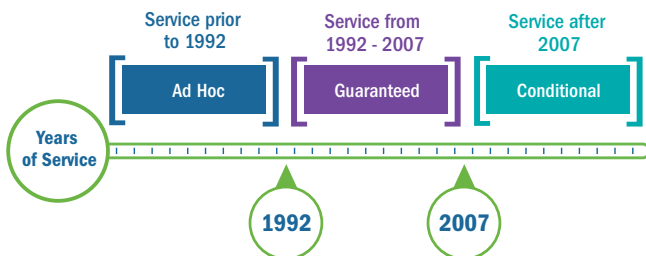 Service prior
to 1992
Service from
1992 - 2007
Service after
2007
Ad Hoc
Guaranteed
Conditional
Years
of Service
1992
2007